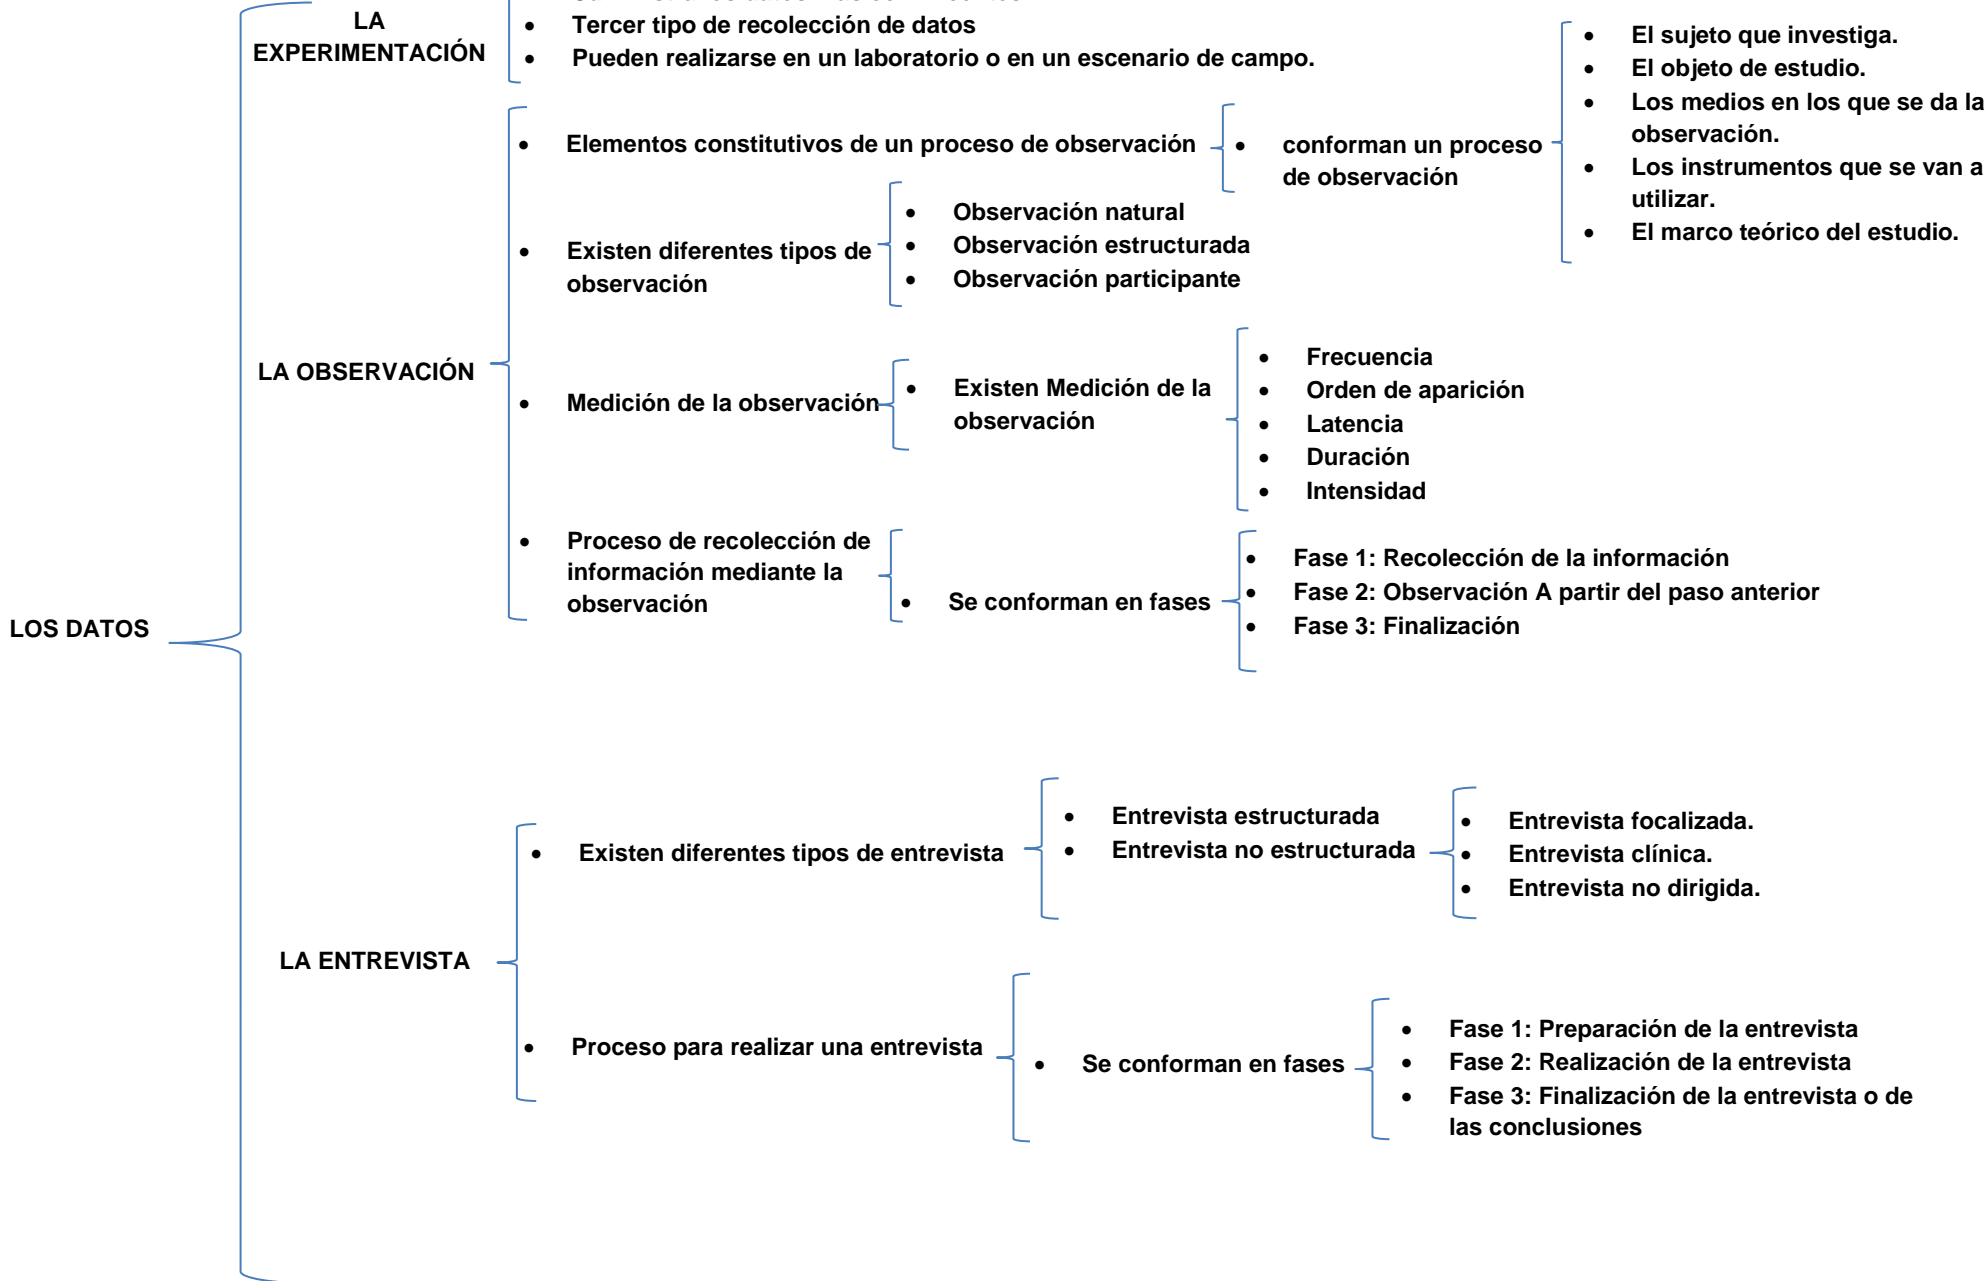 LA
EXPERIMENTACIÓN
Tercer tipo de recolección de datos
Pueden realizarse en un laboratorio o en un escenario de campo.
LOS DATOS
LA OBSERVACIÓN
Elementos constitutivos de un proceso de observación
conforman un proceso
de observación
El sujeto que investiga.
El objeto de estudio.
Los medios en los que se da la
observación.
Los instrumentos que se van a
utilizar.
El marco teórico del estudio.
Existen diferentes tipos de
observación
Observación natural
Observación estructurada
Observación participante
Medición de la observación
Existen Medición de la
observación
Frecuencia
Orden de aparición
Latencia
Duración
Intensidad
Proceso de recolección de
información mediante la
observación
Se conforman en fases
Fase 1: Recolección de la información
Fase 2: Observación A partir del paso anterior
Fase 3: Finalización
LA ENTREVISTA
Existen diferentes tipos de entrevista
Entrevista estructurada
Entrevista no estructurada
Entrevista focalizada.
Entrevista clínica.
Entrevista no dirigida.
Proceso para realizar una entrevista
Se conforman en fases
Fase 1: Preparación de la entrevista
Fase 2: Realización de la entrevista
Fase 3: Finalización de la entrevista o de
las conclusiones